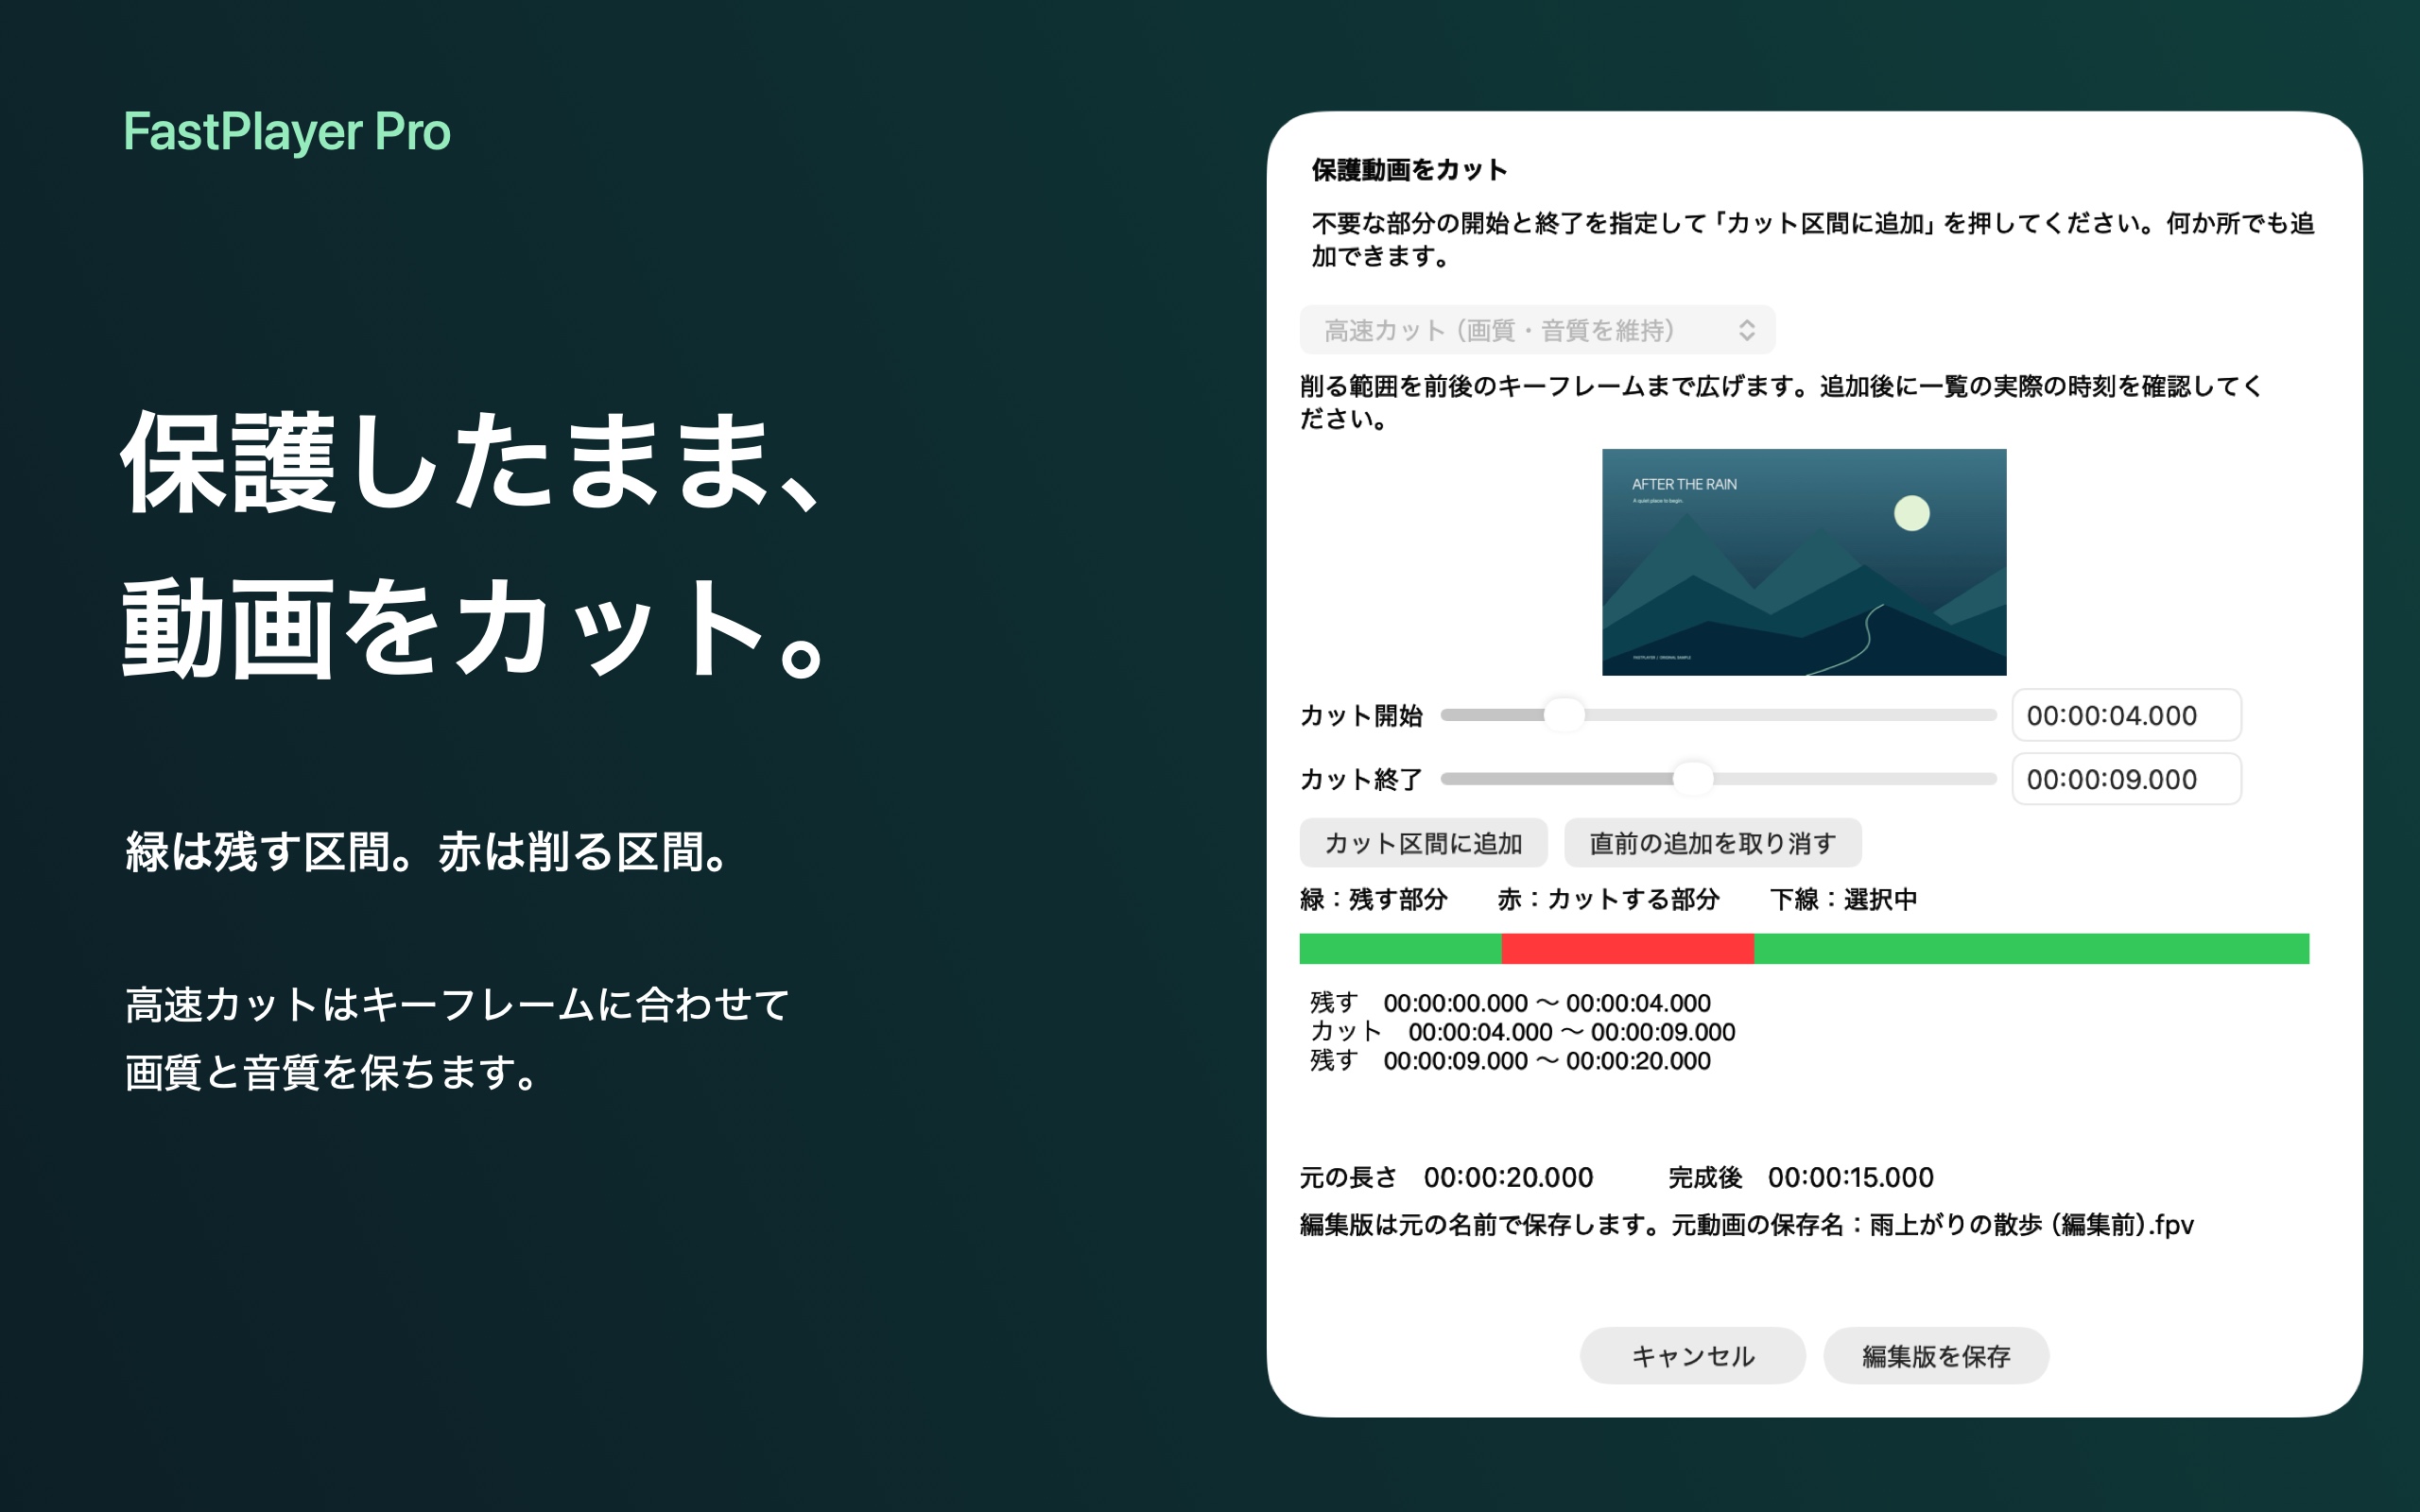 FastPlayer Pro
保護したまま、
動画をカット。
緑は残す区間。赤は削る区間。
高速カットはキーフレームに合わせて
画質と音質を保ちます。
保護動画をカット
不要な部分の開始と終了を指定して「カット区間に追加」を押してください。何か所でも追
加できます。
高速カット（画質・音質を維持）
削る範囲を前後のキーフレームまで広げます。追加後に一覧の実際の時刻を確認してく
ださい。
AFTER THE RAIN
A quiet place to begin.
FASTPLAYER / ORIGINAL SAMPLE
カット開始 00:00:04.000
カット終了 00:00:09.000
カット区間に追加 直前の追加を取り消す
緑：残す部分 赤：カットする部分 下線：選択中
残す 00:00:00.000 〜 00:00:04.000
カット 00:00:04.000 〜 00:00:09.000
残す 00:00:09.000 〜 00:00:20.000
元の長さ 00:00:20.000 完成後 00:00:15.000
編集版は元の名前で保存します。元動画の保存名：雨上がりの散歩（編集前）.fpv
キャンセル 編集版を保存